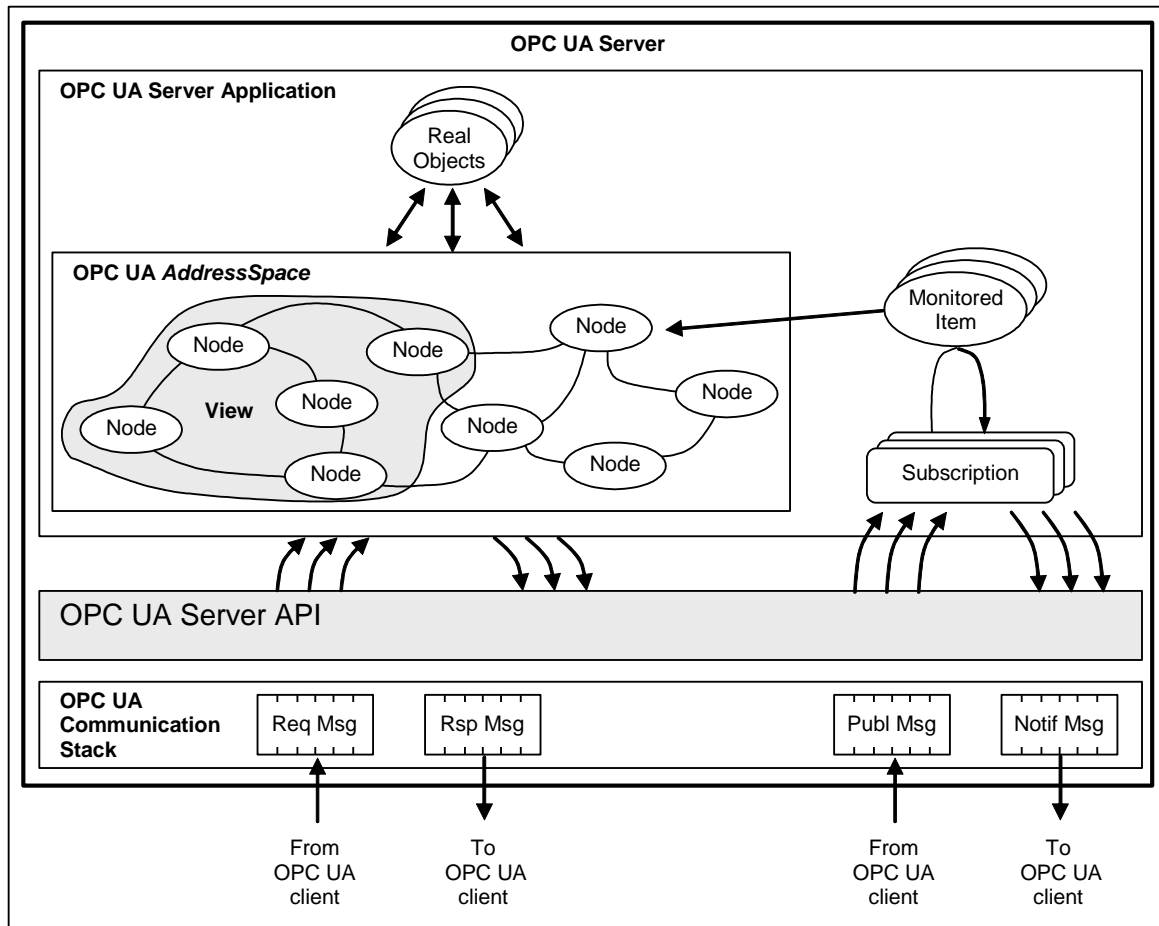 OPC UA Server
OPC UA Server Application
Real
Objects
OPC UA AddressSpace
Monitored
Item
Node
Node
Node
Node
Node
View
Node
Node
Node
Node
Subscription
OPC UA Server API
OPC UA
Communication
Stack
Req Msg
Rsp Msg
Publ Msg
Notif Msg
From
OPC UA
client
To
OPC UA
client
From
OPC UA
client
To
OPC UA
client